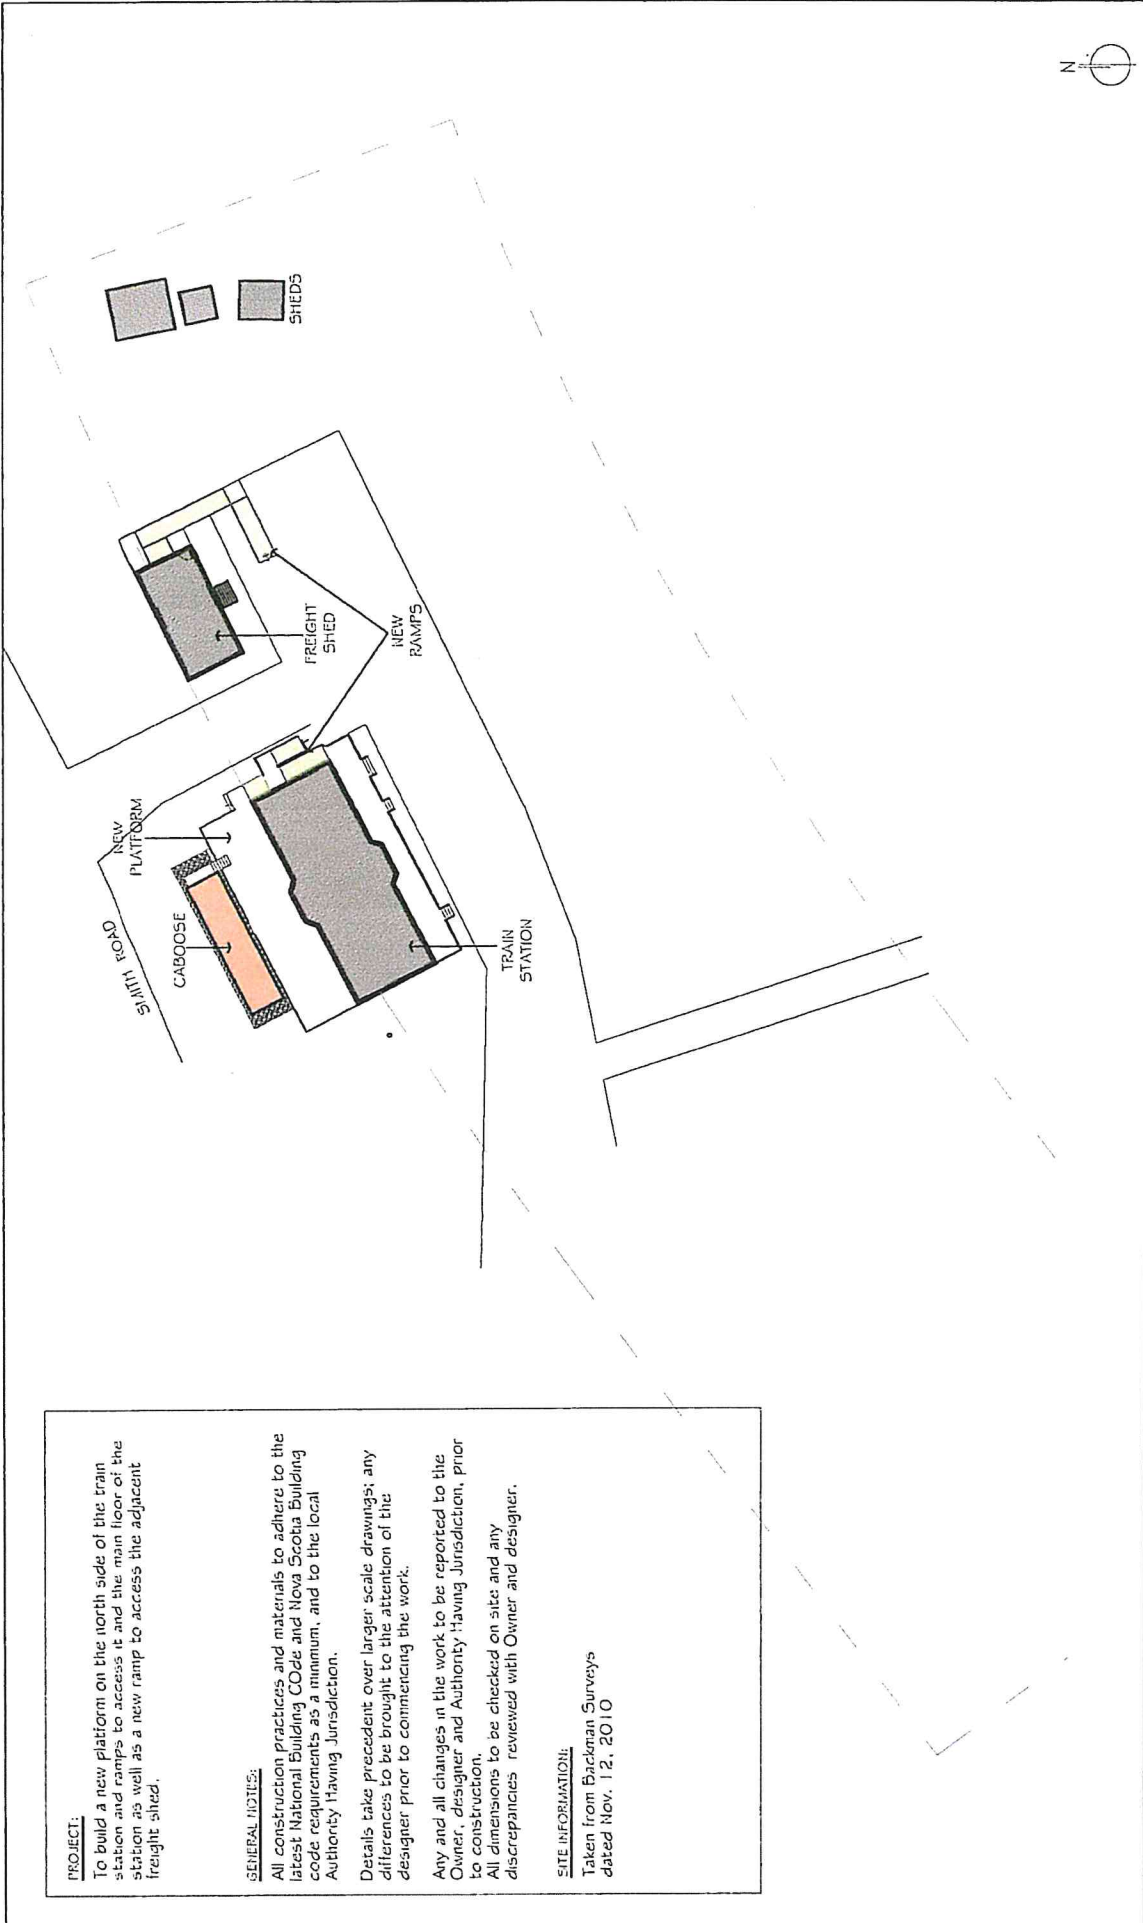 PROJECT:
To build a new platform on the north side of the train
station and ramps to access it and the main floor of the
station as well as a new ramp to access the adjacent
freight shed.
GENERAL NOTES:
All construction practices and materials to adhere to the
latest National Building COde and Nova Scotia Building
code requirements as a minimum, and to the local
Authority Having Jurisdiction.
Details take precedent over larger scale drawings; any
differences to be brought to the attention of the
designer prior to commencing the work.
Any and all changes in the work to be reported to the
Owner, designer and Authority Having Jurisdiction, prior
to construction.
All dimensions to be checked on site and any
discrepancies reviewed with Owner and designer.
SITE INFORMATION:
Taken from Backman Surveys
dated Nov. 12, 2010
SMITH ROAD
CABOOSE
NEW
PLATFORM
TRAIN
STATION
FREIGHT
SHED
NEW
RAMPS
SHEDS
N